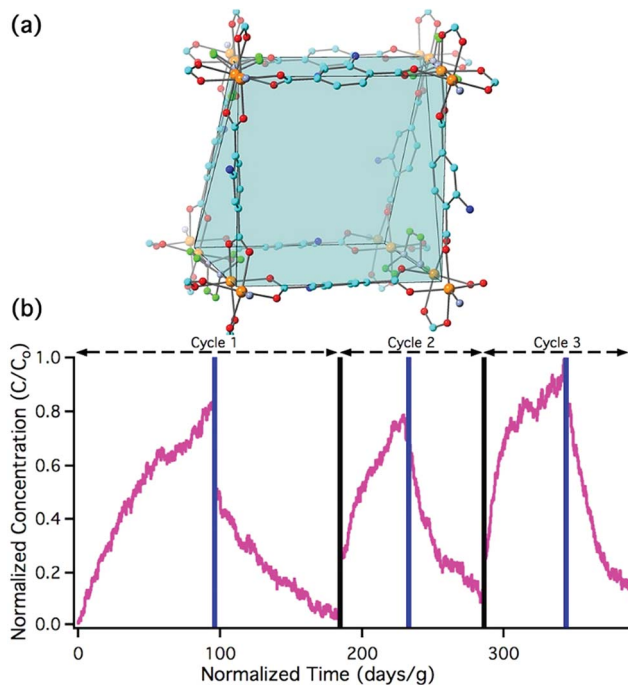 (a)
(b)
Cycle 1 Cycle 2 Cycle 3
Normalized Concentration (C/Co)
1.0
0.8
0.6
0.4
0.2
0.0
0 100 200 300
Normalized Time (days/g)